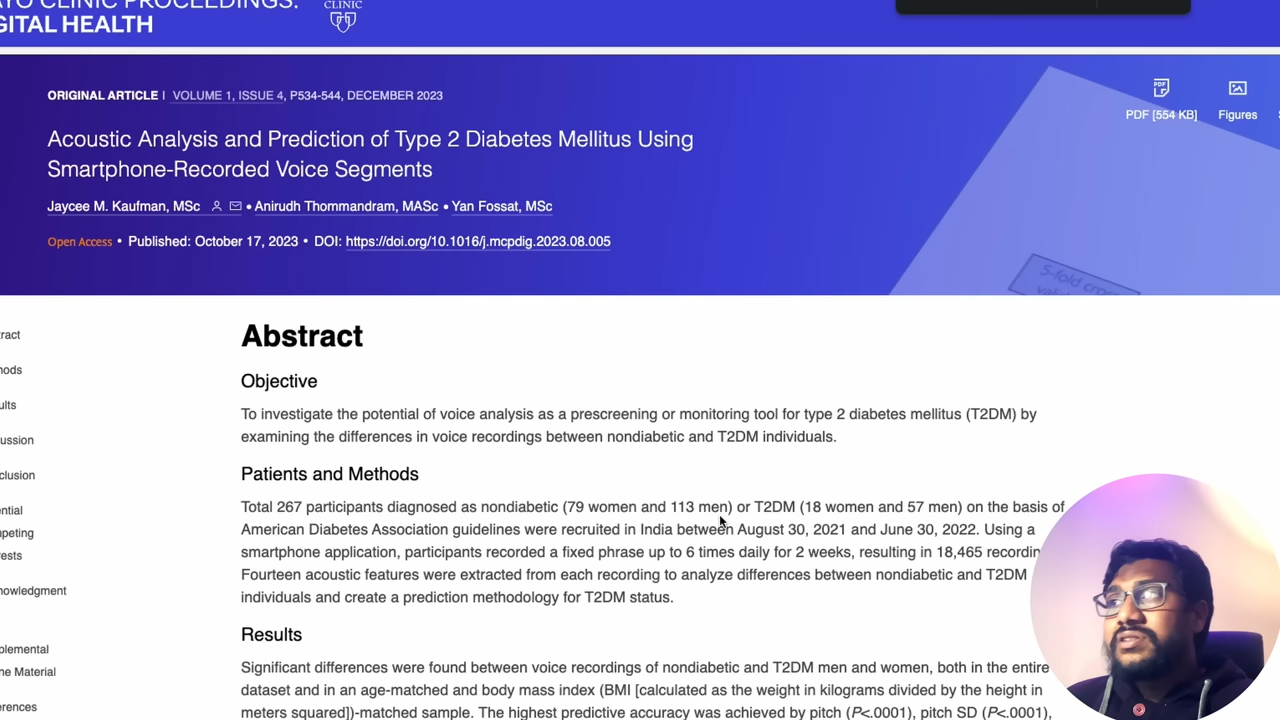 AYO CLINIC PROCEEDINGS:
GITAL HEALTH
CLINIC
ORIGINAL ARTICLE | VOLUME 1, ISSUE 4, P534-544, DECEMBER 2023
PDF [554 KB]
Figures
Acoustic Analysis and Prediction of Type 2 Diabetes Mellitus Using
Smartphone-Recorded Voice Segments
Jaycee M. Kaufman, MSc • Anirudh Thommandram, MASc • Yan Fossat, MSc
Open Access • Published: October 17, 2023 • DOI: https://doi.org/10.1016/j.mcpdig.2023.08.005
5-fold cros
vali
Abstract
Objective
To investigate the potential of voice analysis as a prescreening or monitoring tool for type 2 diabetes mellitus (T2DM) by
examining the differences in voice recordings between nondiabetic and T2DM individuals.
Patients and Methods
Total 267 participants diagnosed as nondiabetic (79 women and 113 men) or T2DM (18 women and 57 men) on the basis of
American Diabetes Association guidelines were recruited in India between August 30, 2021 and June 30, 2022. Using a
smartphone application, participants recorded a fixed phrase up to 6 times daily for 2 weeks, resulting in 18,465 recordin
Fourteen acoustic features were extracted from each recording to analyze differences between nondiabetic and T2DM
individuals and create a prediction methodology for T2DM status.
Results
Significant differences were found between voice recordings of nondiabetic and T2DM men and women, both in the entire
dataset and in an age-matched and body mass index (BMI [calculated as the weight in kilograms divided by the height in
meters squared])-matched sample. The highest predictive accuracy was achieved by pitch (P<.0001), pitch SD (P<.0001),
ract
nods
ults
ussion
clusion
ential
npeting
rests
nowledgment
plemental
ne Material
erences